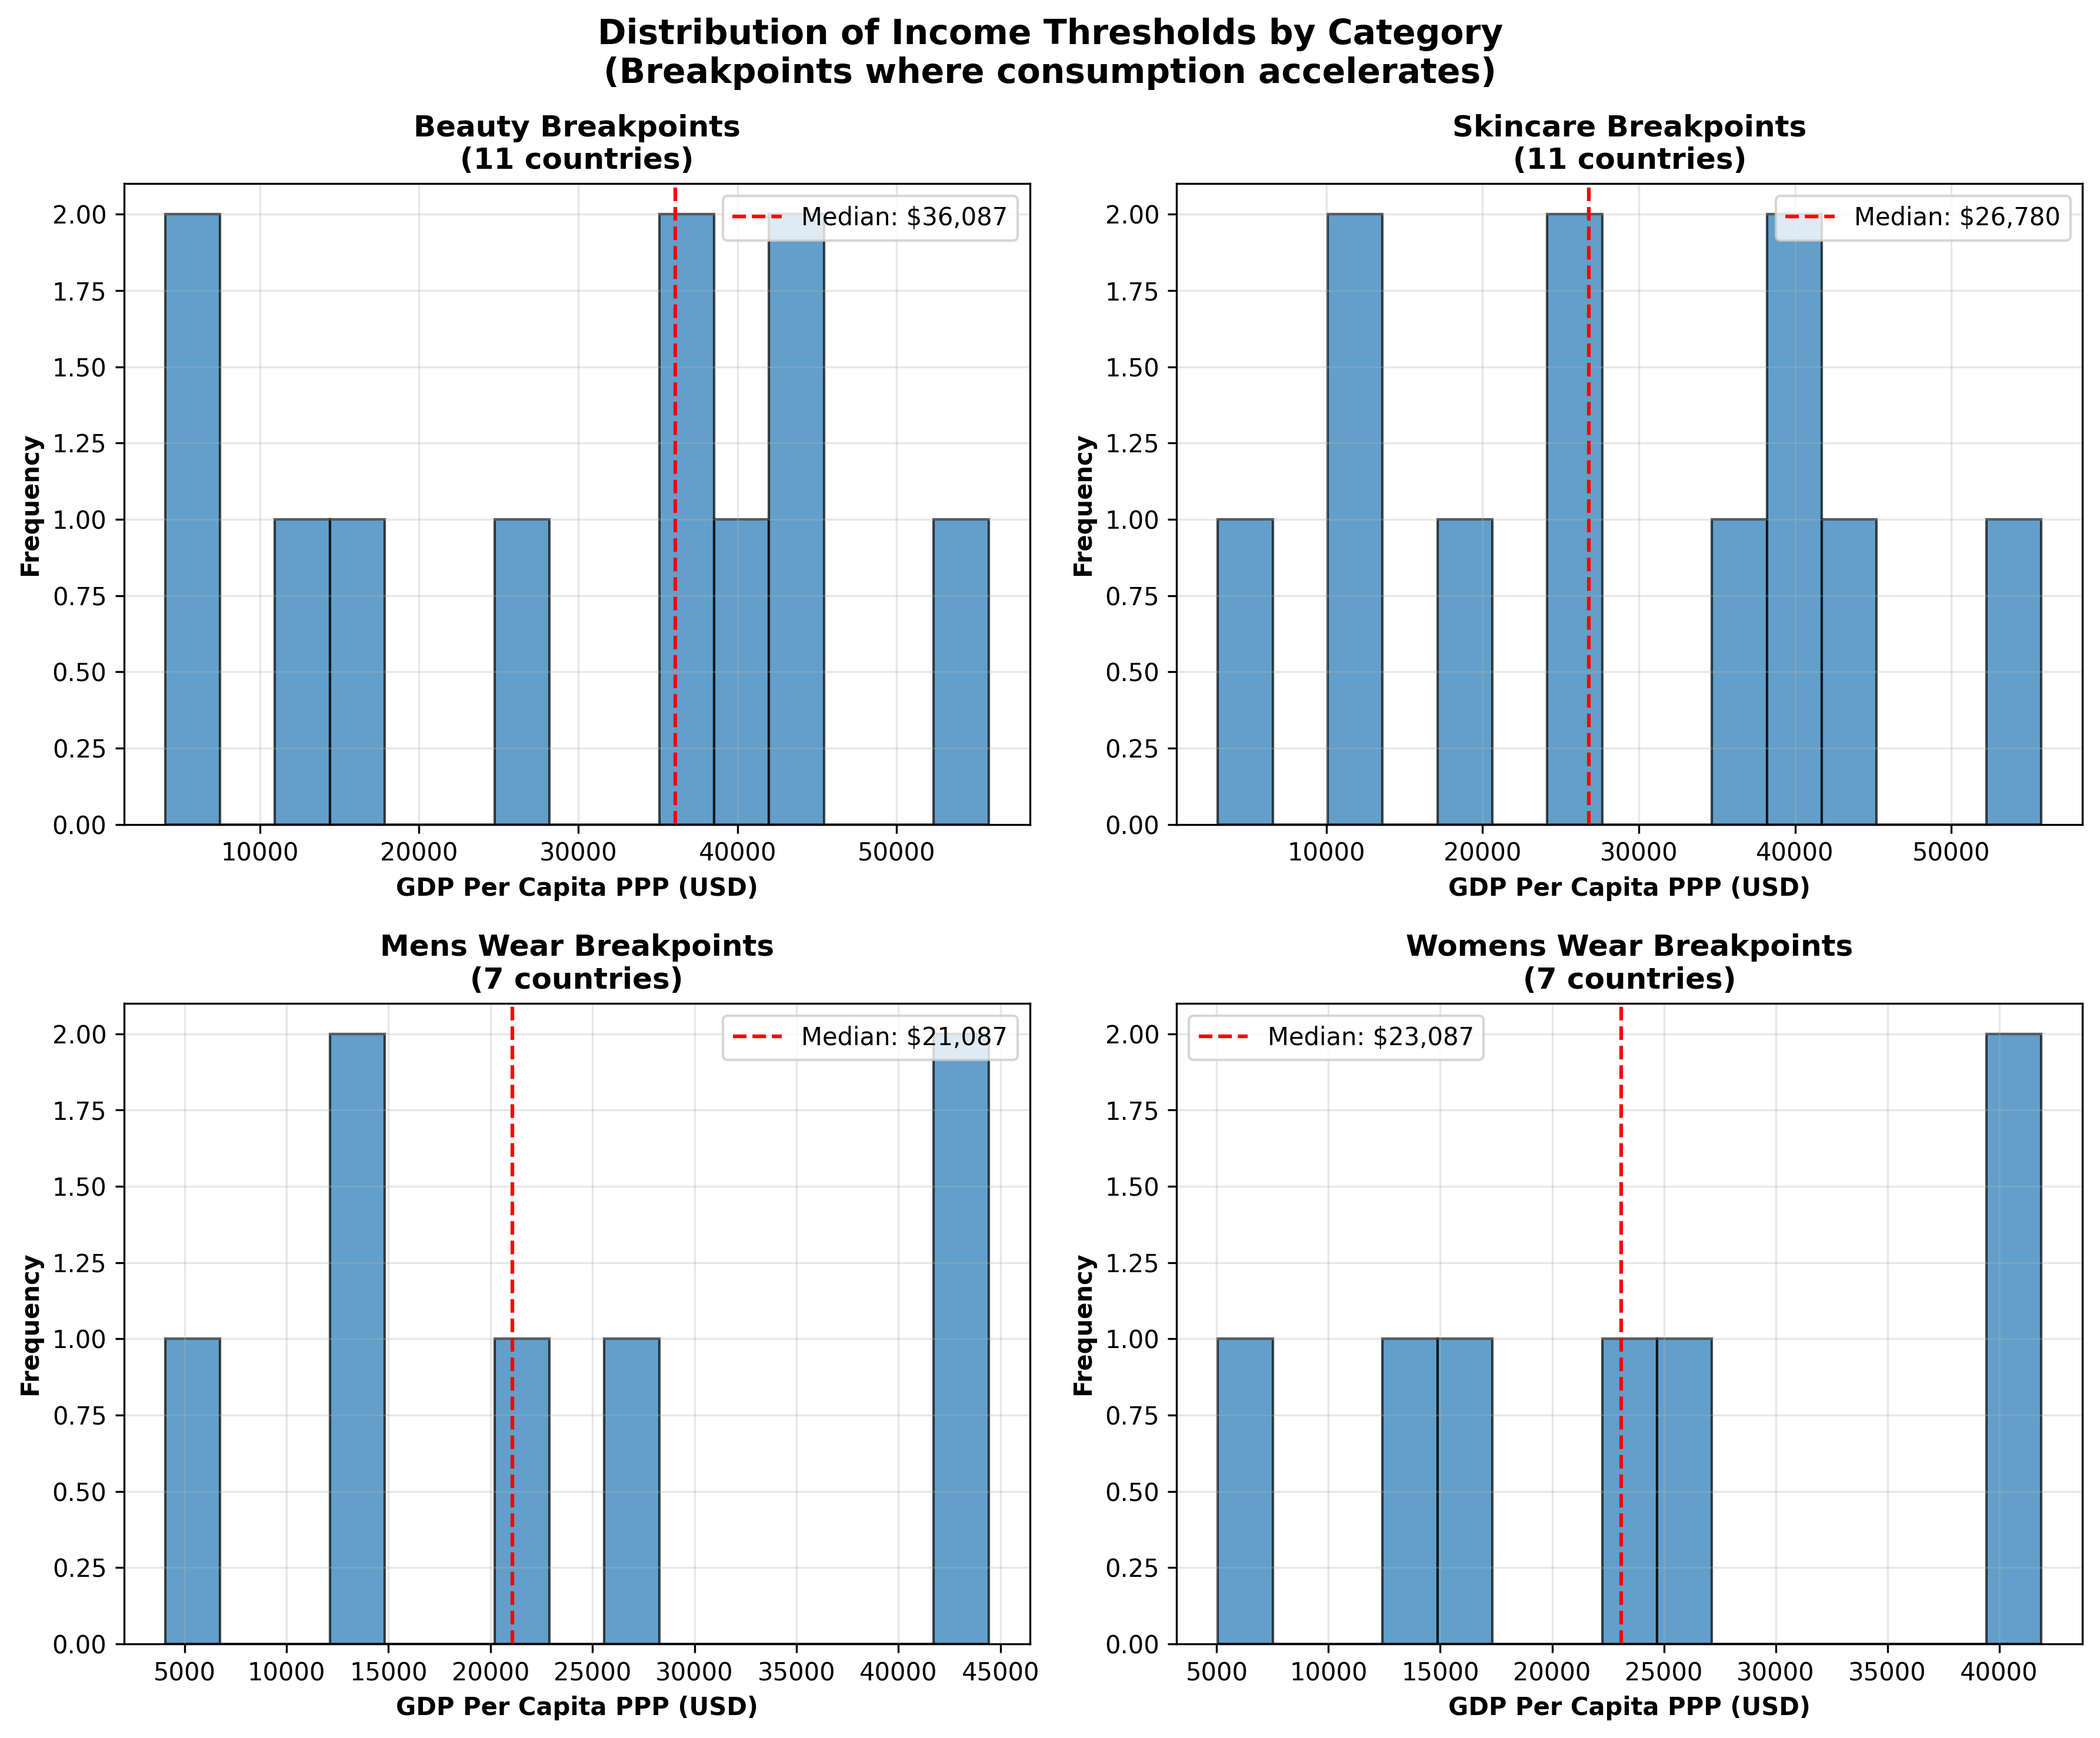 Distribution of Income Thresholds by Category
(Breakpoints where consumption accelerates)
Beauty Breakpoints
(11 countries)
Median: $36,087
2.00
1.75
1.50
1.25
1.00
0.75
0.50
0.25
0.00
Frequency
10000 20000 30000 40000 50000
GDP Per Capita PPP (USD)
Skincare Breakpoints
(11 countries)
Median: $26,780
2.00
1.75
1.50
1.25
1.00
0.75
0.50
0.25
0.00
Frequency
10000 20000 30000 40000 50000
GDP Per Capita PPP (USD)
Mens Wear Breakpoints
(7 countries)
Median: $21,087
2.00
1.75
1.50
1.25
1.00
0.75
0.50
0.25
0.00
Frequency
5000 10000 15000 20000 25000 30000 35000 40000 45000
GDP Per Capita PPP (USD)
Womens Wear Breakpoints
(7 countries)
Median: $23,087
2.00
1.75
1.50
1.25
1.00
0.75
0.50
0.25
0.00
Frequency
5000 10000 15000 20000 25000 30000 35000 40000
GDP Per Capita PPP (USD)